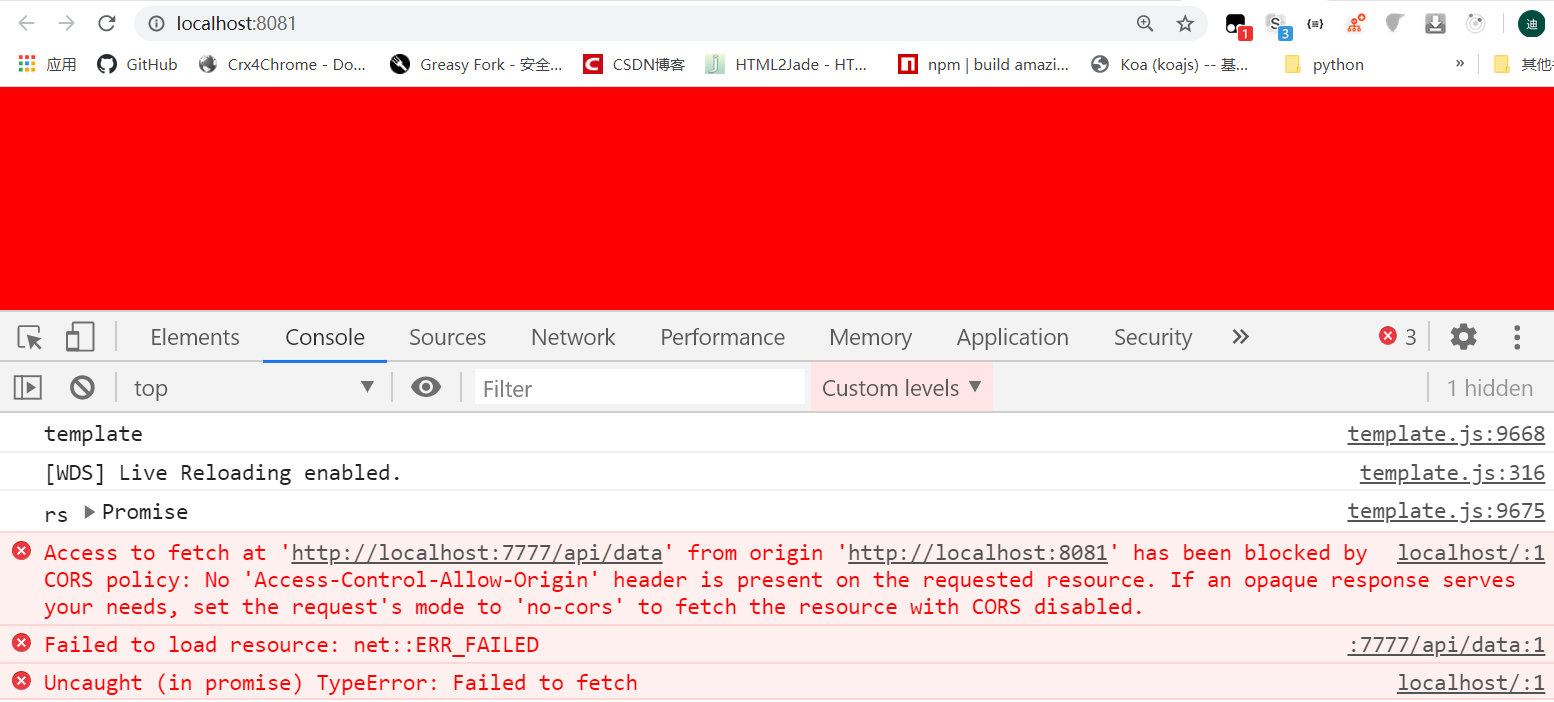 localhost:8081
1
S
3
迪
应用
GitHub
Crx4Chrome - Do...
Greasy Fork - 安全...
C
CSDN博客
j
HTML2Jade - HT...
npm | build amazi...
Koa (koajs) -- 基...
python
»
Elements
Console
Sources
Network
Performance
Memory
Application
Security
3
top
Filter
Custom levels
1 hidden
template
template.js:9668
[WDS] Live Reloading enabled.
template.js:316
rs Promise
template.js:9675
Access to fetch at 'http://localhost:7777/api/data' from origin 'http://localhost:8081' has been blocked by
localhost/:1
CORS policy: No 'Access-Control-Allow-Origin' header is present on the requested resource. If an opaque response serves
your needs, set the request's mode to 'no-cors' to fetch the resource with CORS disabled.
Failed to load resource: net::ERR_FAILED
:7777/api/data:1
Uncaught (in promise) TypeError: Failed to fetch
localhost/:1